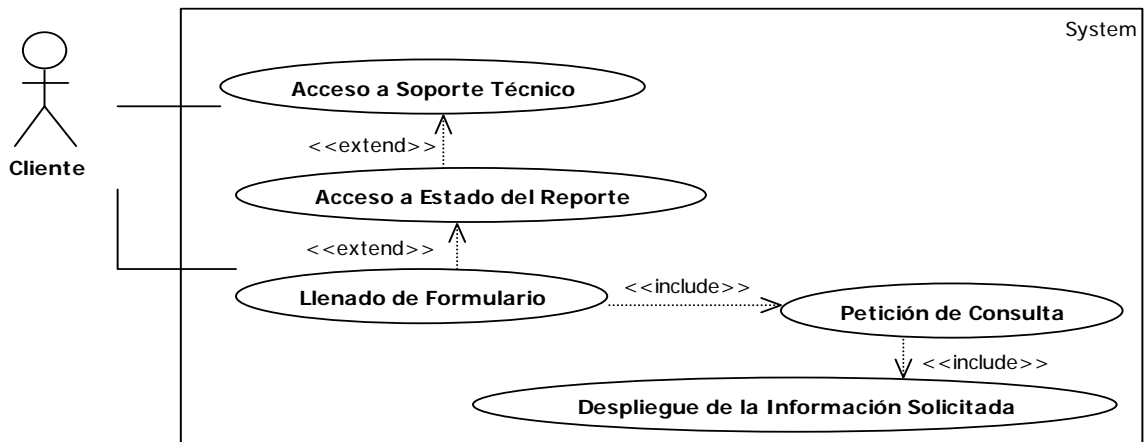 System
Acceso a Soporte Técnico
<<extend>>
Cliente
Acceso a Estado del Reporte
<<extend>>
<<include>>
Llenado de Formulario
Petición de Consulta
<<include>>
Despliegue de la Información Solicitada